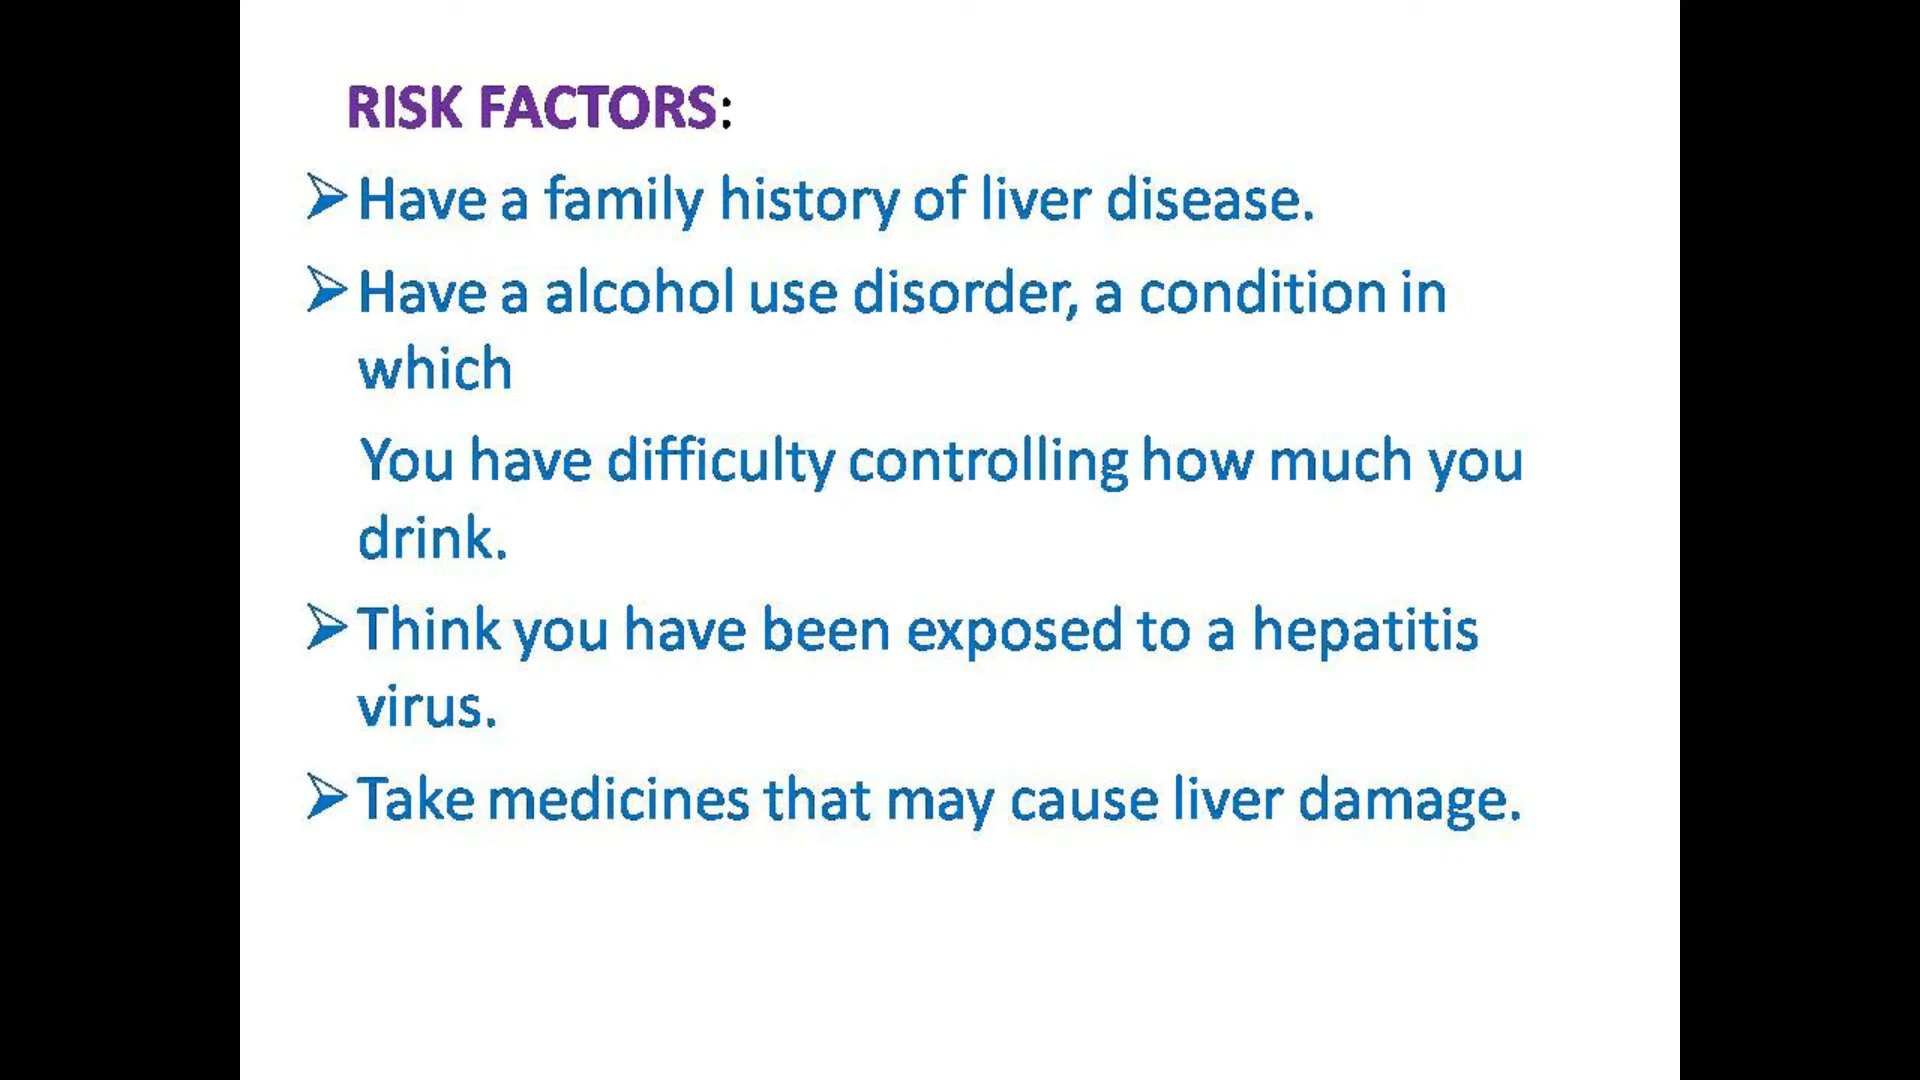 RISK FACTORS:
➢Have a family history of liver disease.
➢Have a alcohol use disorder, a condition in
which
You have difficulty controlling how much you
drink.
➢Think you have been exposed to a hepatitis
virus.
➢Take medicines that may cause liver damage.